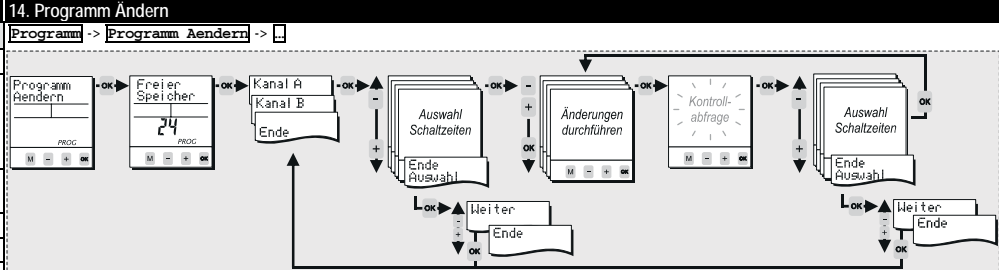 14. Programm Ändern
Programm -> Programm Aendern -> …
Programm
Aendern
PROG
M - + OK
OK
Freier
Speicher
24
PROG
M - + OK
OK
Kanal A
Kanal B
Ende
OK
-
+
Auswahl
Schaltzeiten
Ende
Auswahl
OK
Weiter
Ende
-
+
OK
OK
-
+
OK
Änderungen
durchführen
M - + OK
OK
Kontroll-
abfrage
M - + OK
OK
-
+
Auswahl
Schaltzeiten
Ende
Auswahl
OK
OK
Weiter
Ende
-
+
OK